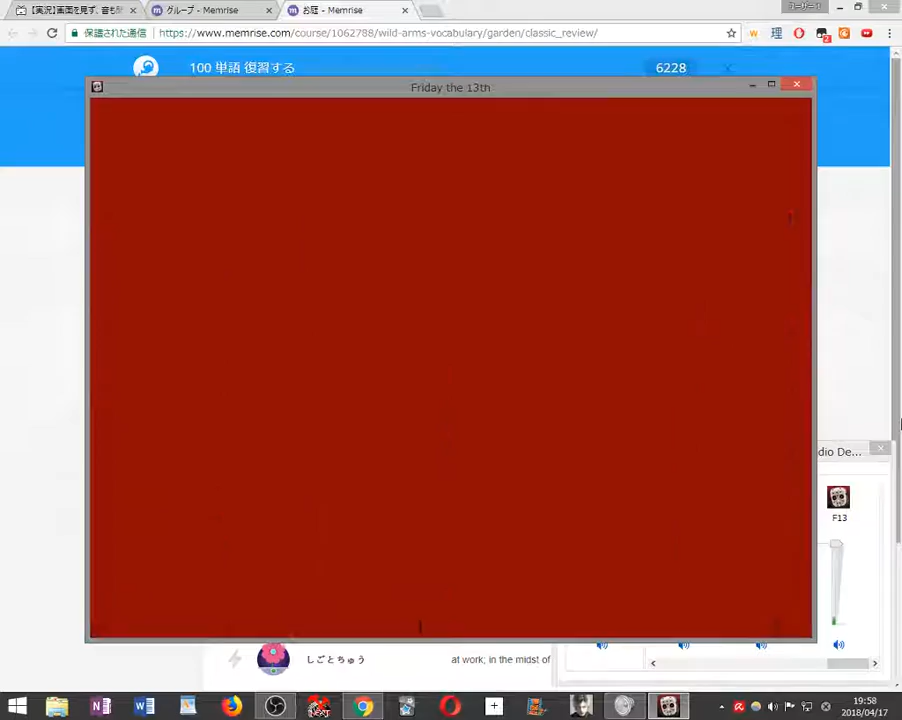 【実況】画面を見ず、音も
グループ - Memrise
お庭 - Memrise
保護された通信
https://www.memrise.com/course/1062788/wild-arms-vocabulary/garden/classic_review/
100 単語 復習する
6228
Friday the 13th
dio De...
F13
しごとちゅう
at work; in the midst of
19:58
2018/04/17